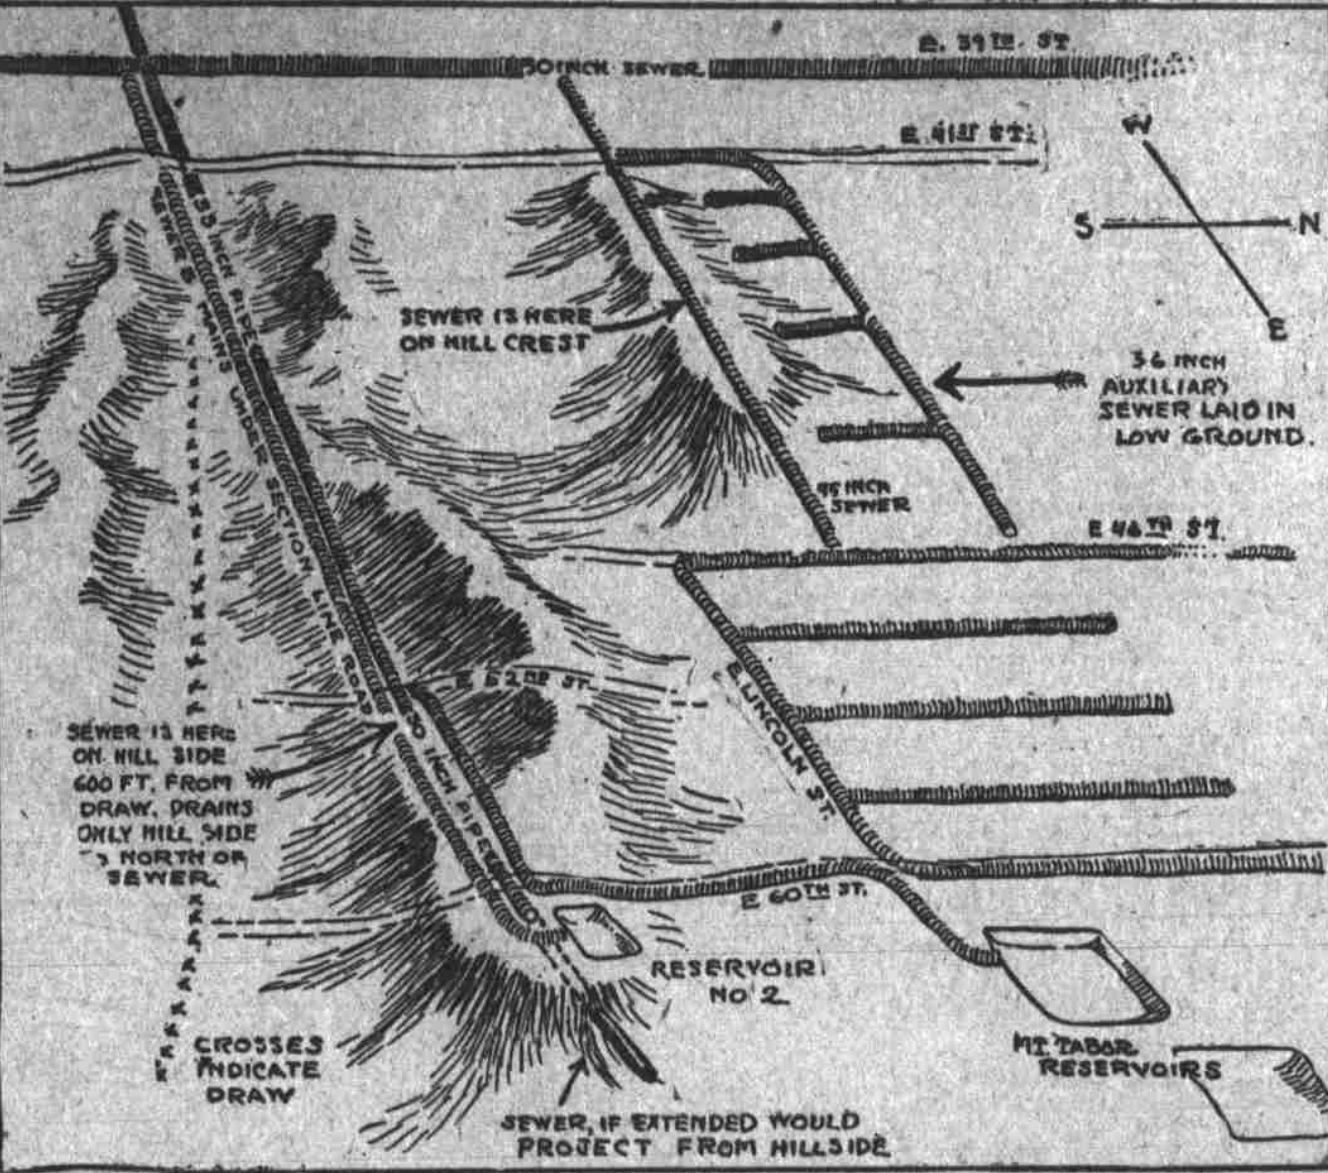 E. 39TH. ST
INCH SEWER
E. 41ST ST.
W
S
N
E
INCH PIPE
SEWER & MAINS UNDER SECTION LINE ROAD
SEWER IS HERE
ON HILL CREST
36 INCH
AUXILIARY
SEWER LAID IN
LOW GROUND.
INCH
SEWER
E 52ND ST.
E LINCOLN ST.
SEWER IS HERE
ON HILL SIDE
600 FT. FROM
DRAW. DRAINS
ONLY HILL SIDE
NORTH OF
SEWER
30 INCH PIPE
E 60TH ST.
RESERVOIR
NO 2
CROSSES
INDICATE
DRAW
MT. TABOR
RESERVOIRS
SEWER, IF EXTENDED WOULD
PROJECT FROM HILLSIDE